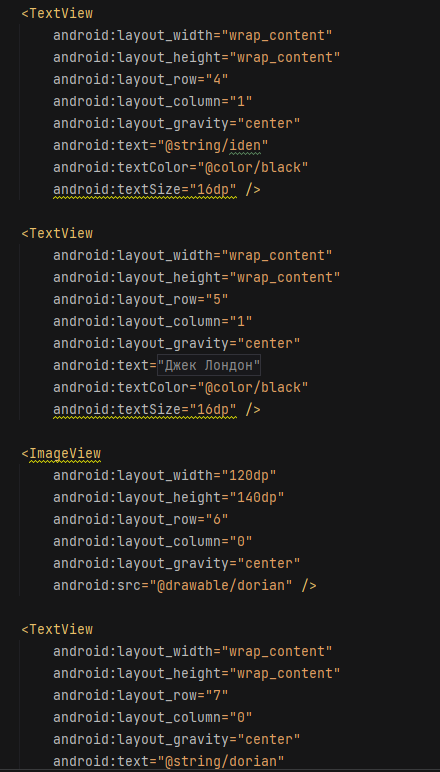 <TextView
android:layout_width="wrap_content"
android:layout_height="wrap_content"
android:layout_row="4"
android:layout_column="1"
android:layout_gravity="center"
android:text="@string/iden"
android:textColor="@color/black"
android:textSize="16dp" />
<TextView
android:layout_width="wrap_content"
android:layout_height="wrap_content"
android:layout_row="5"
android:layout_column="1"
android:layout_gravity="center"
android:text="Джек Лондон"
android:textColor="@color/black"
android:textSize="16dp" />
<ImageView
android:layout_width="120dp"
android:layout_height="140dp"
android:layout_row="6"
android:layout_column="0"
android:layout_gravity="center"
android:src="@drawable/dorian" />
<TextView
android:layout_width="wrap_content"
android:layout_height="wrap_content"
android:layout_row="7"
android:layout_column="0"
android:layout_gravity="center"
android:text="@string/dorian"